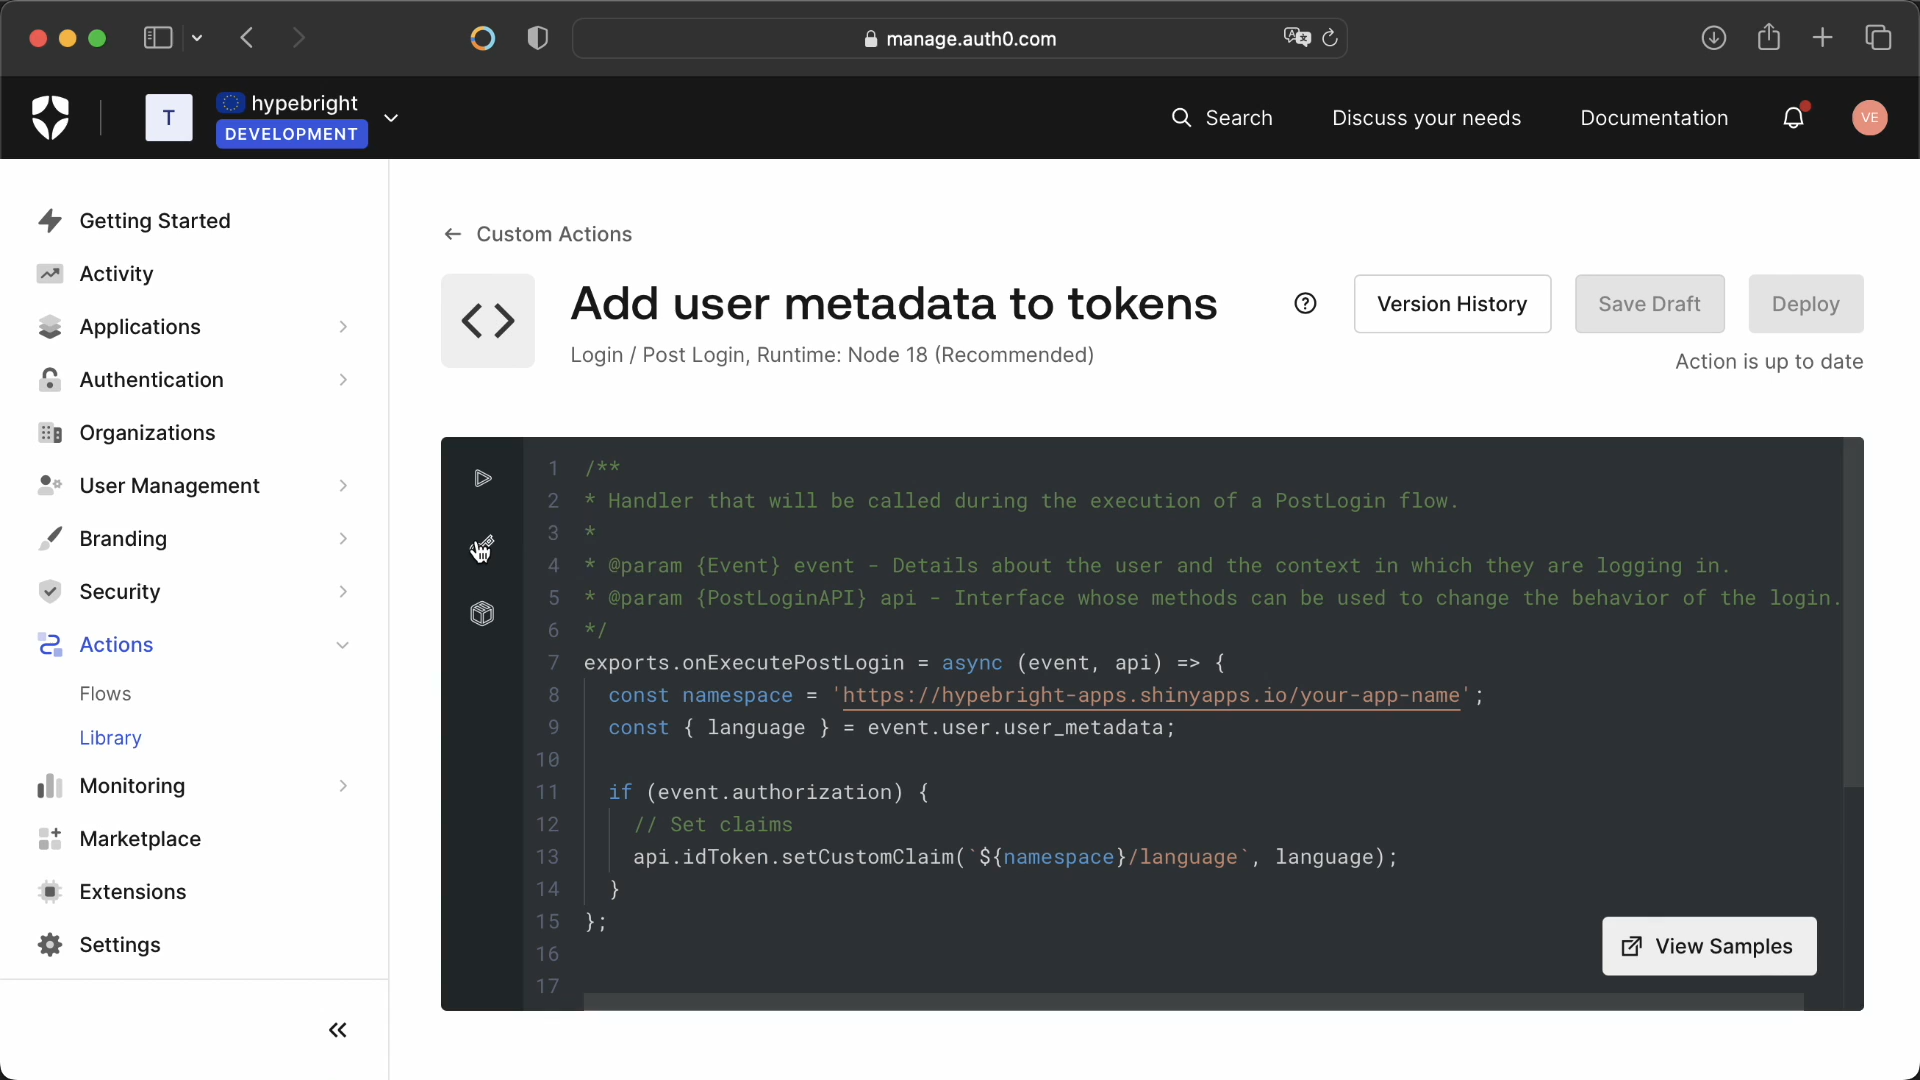 manage.auth0.com
T
hypebright
DEVELOPMENT
Search
Discuss your needs
Documentation
VE
Getting Started
Activity
Applications
Authentication
Organizations
User Management
Branding
Security
Actions
Flows
Library
Monitoring
Marketplace
Extensions
Settings
← Custom Actions
Add user metadata to tokens
Login / Post Login, Runtime: Node 18 (Recommended)
Version History
Save Draft
Deploy
Action is up to date
1 /**
2 * Handler that will be called during the execution of a PostLogin flow.
3 *
4 * @param {Event} event - Details about the user and the context in which they are logging in.
5 * @param {PostLoginAPI} api - Interface whose methods can be used to change the behavior of the login.
6 */
7 exports.onExecutePostLogin = async (event, api) => {
8 const namespace = 'https://hypebright-apps.shinyapps.io/your-app-name';
9 const { language } = event.user.user_metadata;
10
11 if (event.authorization) {
12 // Set claims
13 api.idToken.setCustomClaim(`${namespace}/language`, language);
14 }
15 };
16
17
View Samples